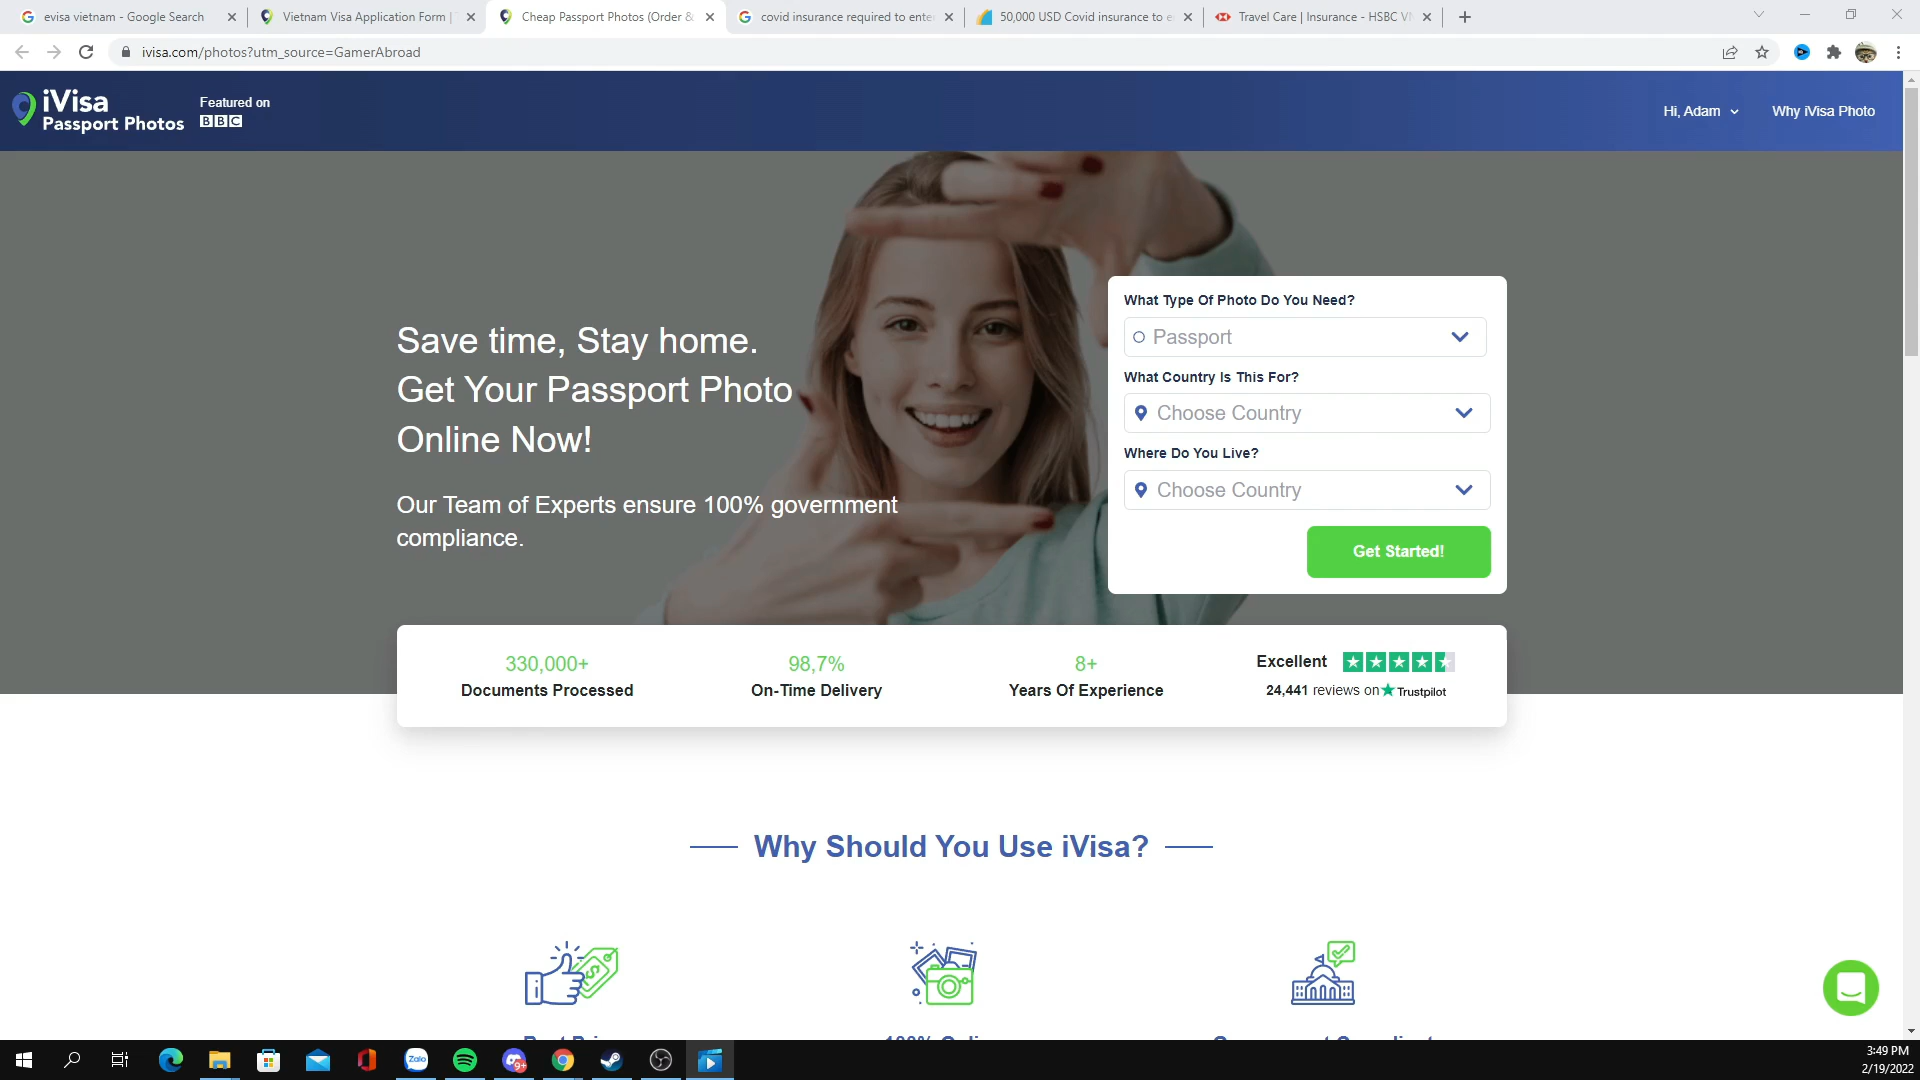 evisa vietnam - Google Search
Vietnam Visa Application Form |
Cheap Passport Photos (Order &
covid insurance required to ente
50,000 USD Covid insurance to e
Travel Care | Insurance - HSBC VN
ivisa.com/photos?utm_source=GamerAbroad
iVisa
Passport Photos
Featured on
BBC
Hi, Adam
Why iVisa Photo
Save time, Stay home.
Get Your Passport Photo
Online Now!
Our Team of Experts ensure 100% government
compliance.
What Type Of Photo Do You Need?
Passport
What Country Is This For?
Choose Country
Where Do You Live?
Choose Country
Get Started!
330,000+
Documents Processed
98,7%
On-Time Delivery
8+
Years Of Experience
Excellent
24,441 reviews on Trustpilot
Why Should You Use iVisa?
Zalo
9+
3:49 PM
2/19/2022